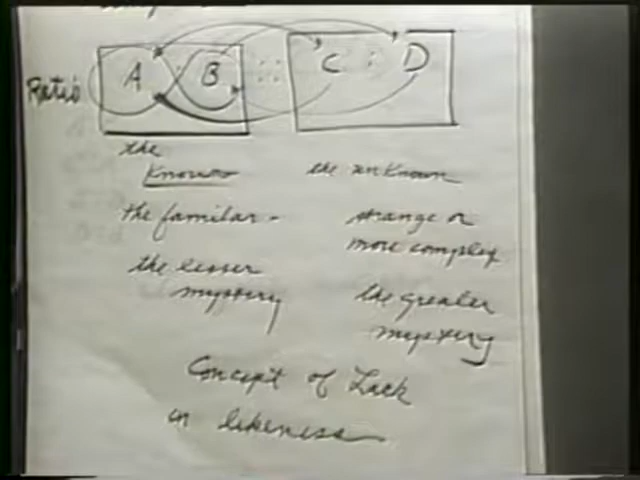 Ratio A : B :: C : D
the
known
the unknown
the familar -
strange or
more complex
the lesser
mystery
the greater
mystery
Concept of Lack
in likeness